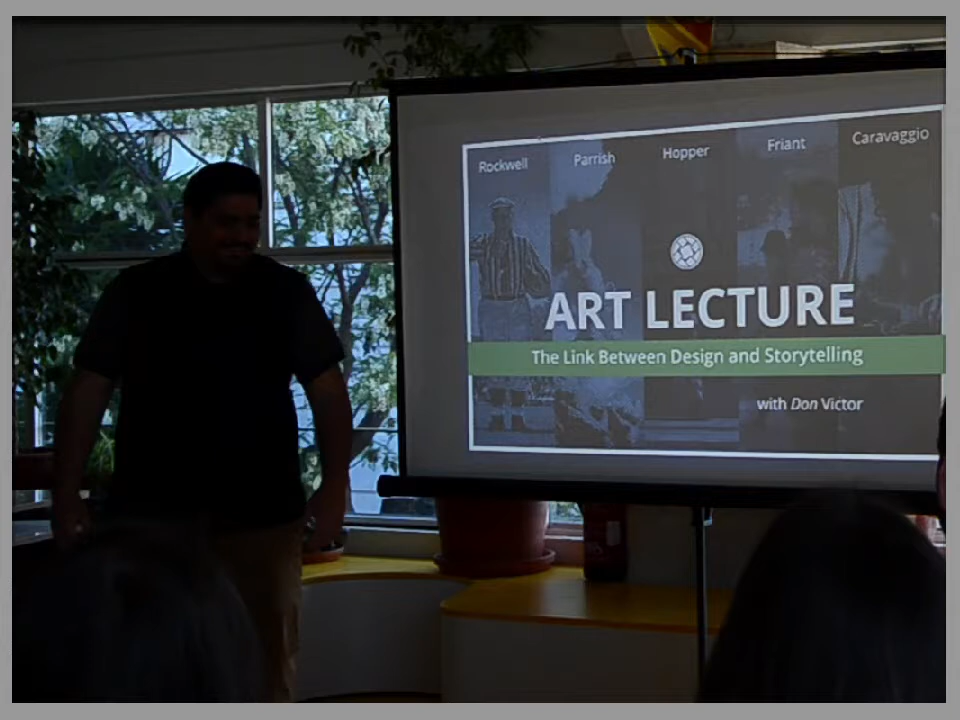 Rockwell
Parrish
Hopper
Friant
Caravaggio
ART LECTURE
The Link Between Design and Storytelling
with Don Victor